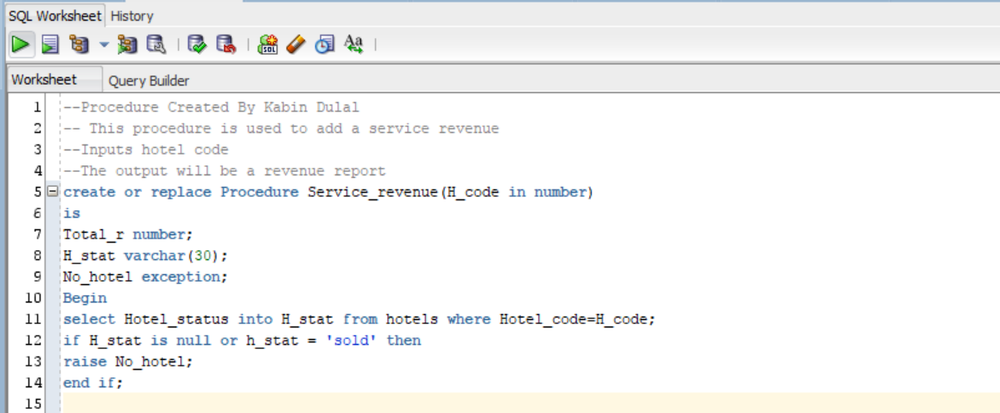 SQL Worksheet History
Worksheet Query Builder
1 --Procedure Created By Kabin Dulal
2 -- This procedure is used to add a service revenue
3 --Inputs hotel code
4 --The output will be a revenue report
5 create or replace Procedure Service_revenue(H_code in number)
6 is
7 Total_r number;
8 H_stat varchar(30);
9 No_hotel exception;
10 Begin
11 select Hotel_status into H_stat from hotels where Hotel_code=H_code;
12 if H_stat is null or h_stat = 'sold' then
13 raise No_hotel;
14 end if;
15